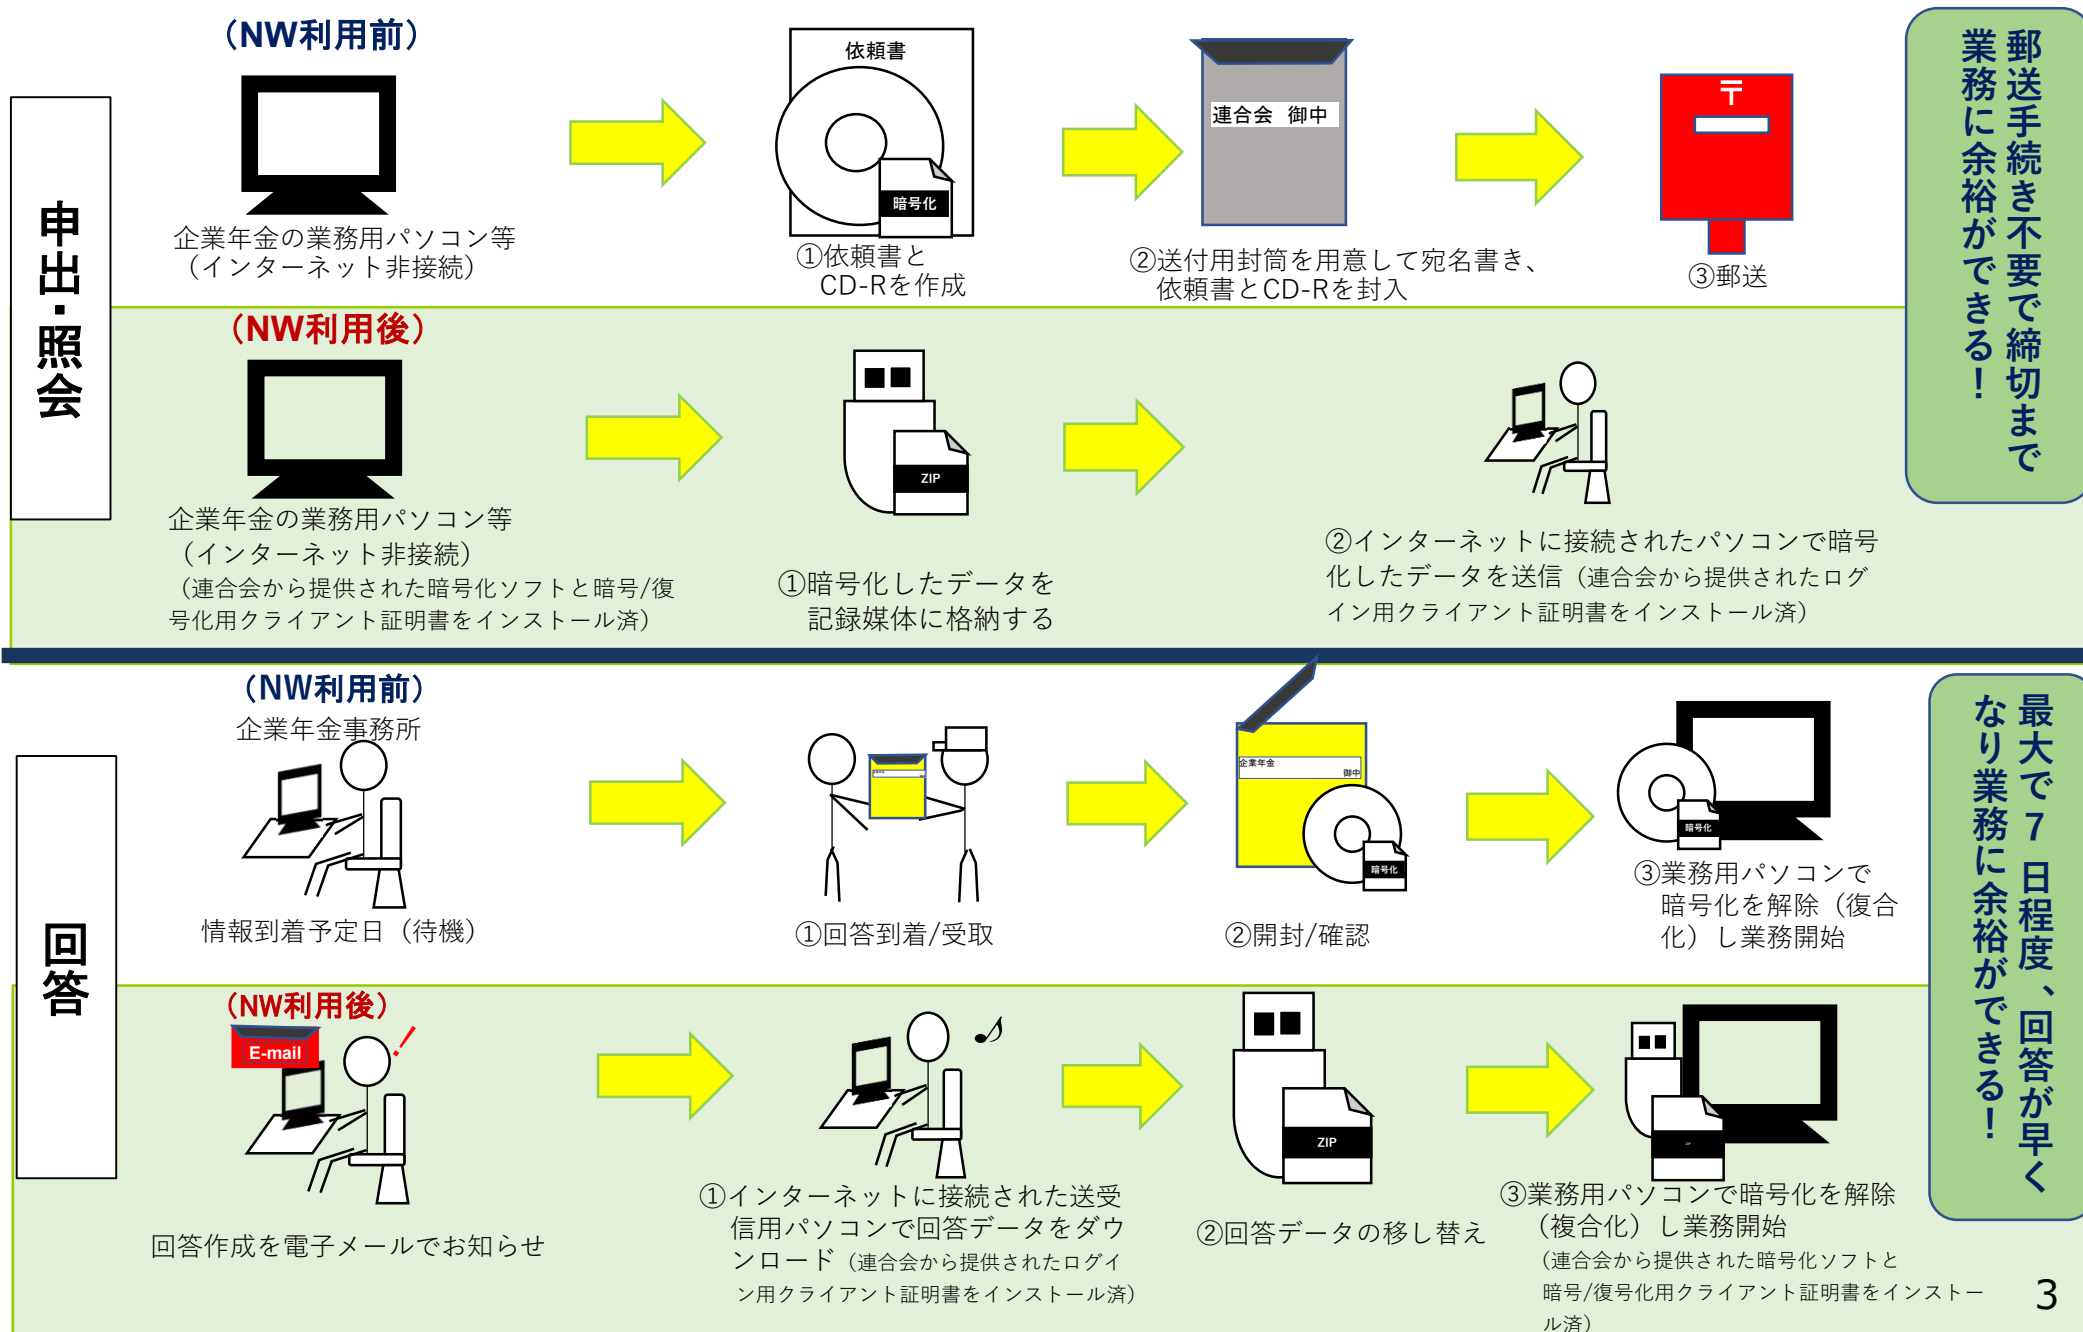 (NW利用前)
申出・照会
企業年金の業務用パソコン等
(インターネット非接続)
依頼書
暗号化
①依頼書と
CD-Rを作成
連合会 御中
②送付用封筒を用意して宛名書き、
依頼書とCD-Rを封入
〒
③郵送
郵送手続き不要で締切まで
業務に余裕ができる!
(NW利用後)
企業年金の業務用パソコン等
(インターネット非接続)
(連合会から提供された暗号化ソフトと暗号/復
号化用クライアント証明書をインストール済)
ZIP
①暗号化したデータを
記録媒体に格納する
②インターネットに接続されたパソコンで暗号
化したデータを送信(連合会から提供されたログ
イン用クライアント証明書をインストール済)
(NW利用前)
回答
企業年金事務所
情報到着予定日(待機)
①回答到着/受取
企業年金
御中
暗号化
②開封/確認
暗号化
③業務用パソコンで
暗号化を解除(復合
化)し業務開始
最大で7日程度、回答が早く
なり業務に余裕ができる!
(NW利用後)
E-mail
回答作成を電子メールでお知らせ
①インターネットに接続された送受
信用パソコンで回答データをダウ
ンロード(連合会から提供されたログイ
ン用クライアント証明書をインストール済)
ZIP
②回答データの移し替え
ZIP
③業務用パソコンで暗号化を解除
(複合化)し業務開始
(連合会から提供された暗号化ソフトと
暗号/復号化用クライアント証明書をインストー
ル済)
3